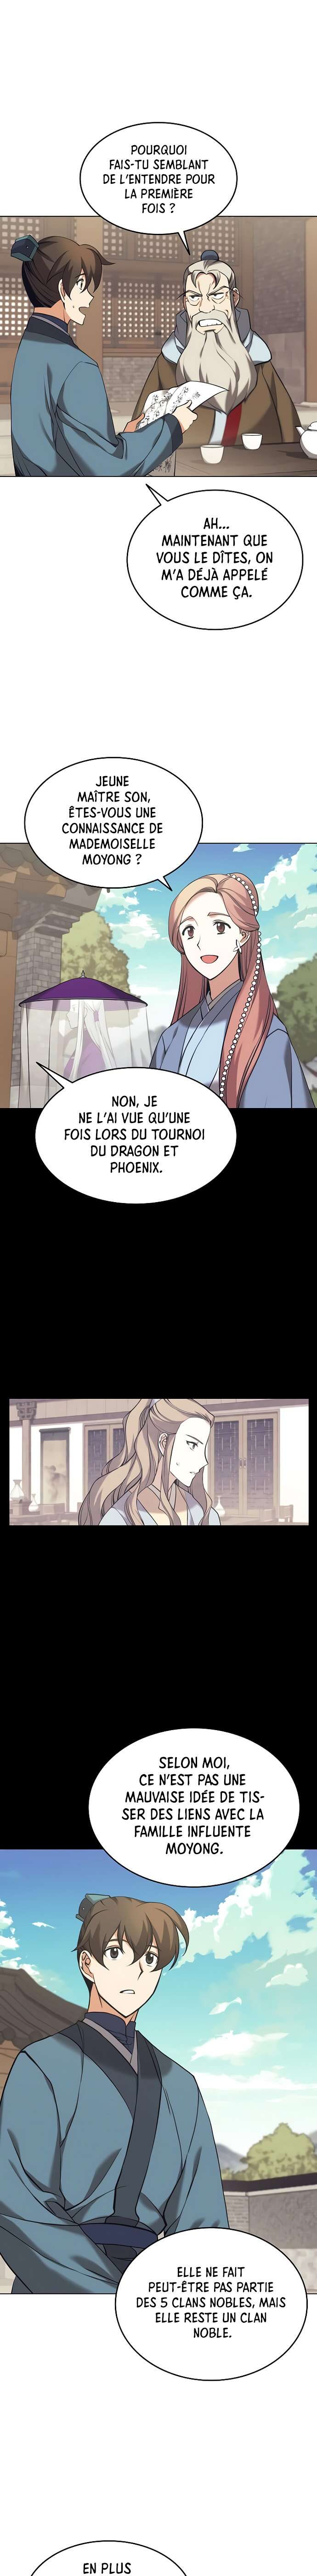 POURQUOI
FAIS-TU SEMBLANT
DE L'ENTENDRE POUR
LA PREMIÈRE
FOIS ?
AH...
MAINTENANT QUE
VOUS LE DÎTES, ON
M'A DÉJÀ APPELÉ
COMME ÇA.
JEUNE
MAÎTRE SON,
ÊTES-VOUS UNE
CONNAISSANCE DE
MADEMOISELLE
MOYONG ?
NON, JE
NE L'AI VUE QU'UNE
FOIS LORS DU TOURNOI
DU DRAGON ET
PHOENIX.
SELON MOI,
CE N'EST PAS UNE
MAUVAISE IDÉE DE TIS-
SER DES LIENS AVEC LA
FAMILLE INFLUENTE
MOYONG.
ELLE NE FAIT
PEUT-ÊTRE PAS PARTIE
DES 5 CLANS NOBLES, MAIS
ELLE RESTE UN CLAN
NOBLE.
EN PLUS